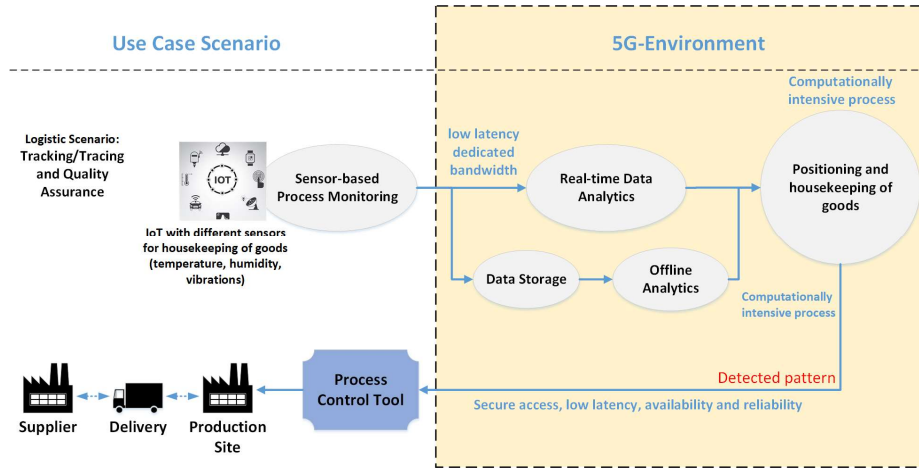 Use Case Scenario
5G-Environment
Computationally
intensive process
Logistic Scenario:
Tracking/Tracing
and Quality
Assurance
IOT
Sensor-based
Process Monitoring
low latency
dedicated
bandwidth
Real-time Data
Analytics
Positioning and
housekeeping of
goods
IoT with different sensors
for housekeeping of goods
(temperature, humidity,
vibrations)
Data Storage
Offline
Analytics
Computationally
intensive process
Process
Control Tool
Detected pattern
Secure access, low latency, availability and reliability
Supplier
Delivery
Production
Site